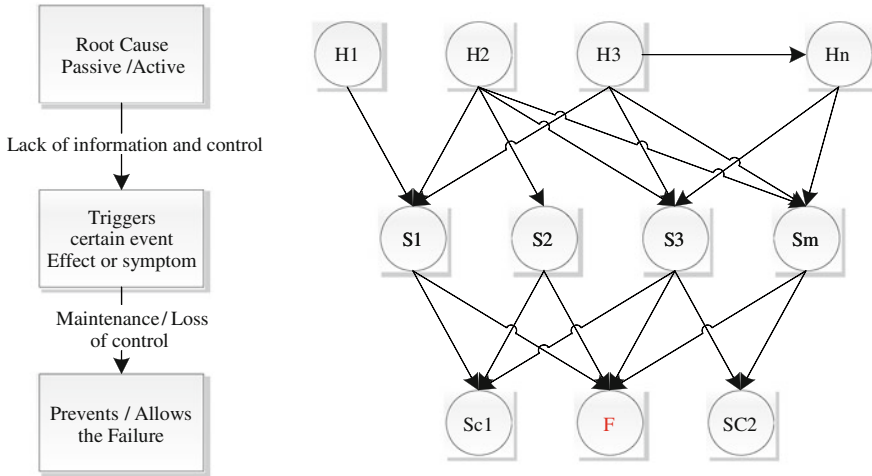 Root Cause
Passive /Active
Lack of information and control
Triggers
certain event
Effect or symptom
Maintenance/ Loss
of control
Prevents / Allows
the Failure
H1
H2
H3
Hn
S1
S2
S3
Sm
Sc1
F
SC2